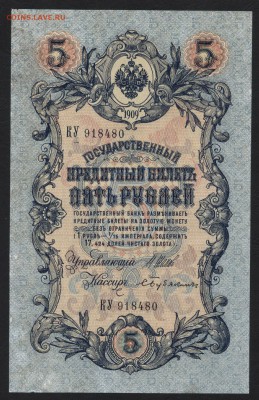 COINSS.LAVE.RU
5 5
1909
КУ 918480
ГОСУДАРСТВЕННЫЙ
КРЕДИТНЫЙ БИЛЕТЪ
ПЯТЬ РУБЛЕЙ
ГОСУДАРСТВЕННЫЙ БАНКЪ РАЗМѢНИВАЕТЪ
КРЕДИТНЫЕ БИЛЕТЫ НА ЗОЛОТУЮ МОНЕТУ
БЕЗЪ ОГРАНИЧЕНІЯ СУММЫ
(1 РУБЛЬ = 1/15 ИМПЕРІАЛА, СОДЕРЖИТЪ
17,424 ДОЛЕЙ ЧИСТАГО ЗОЛОТА)
Управляющій
Кассиръ
КУ 918480
5